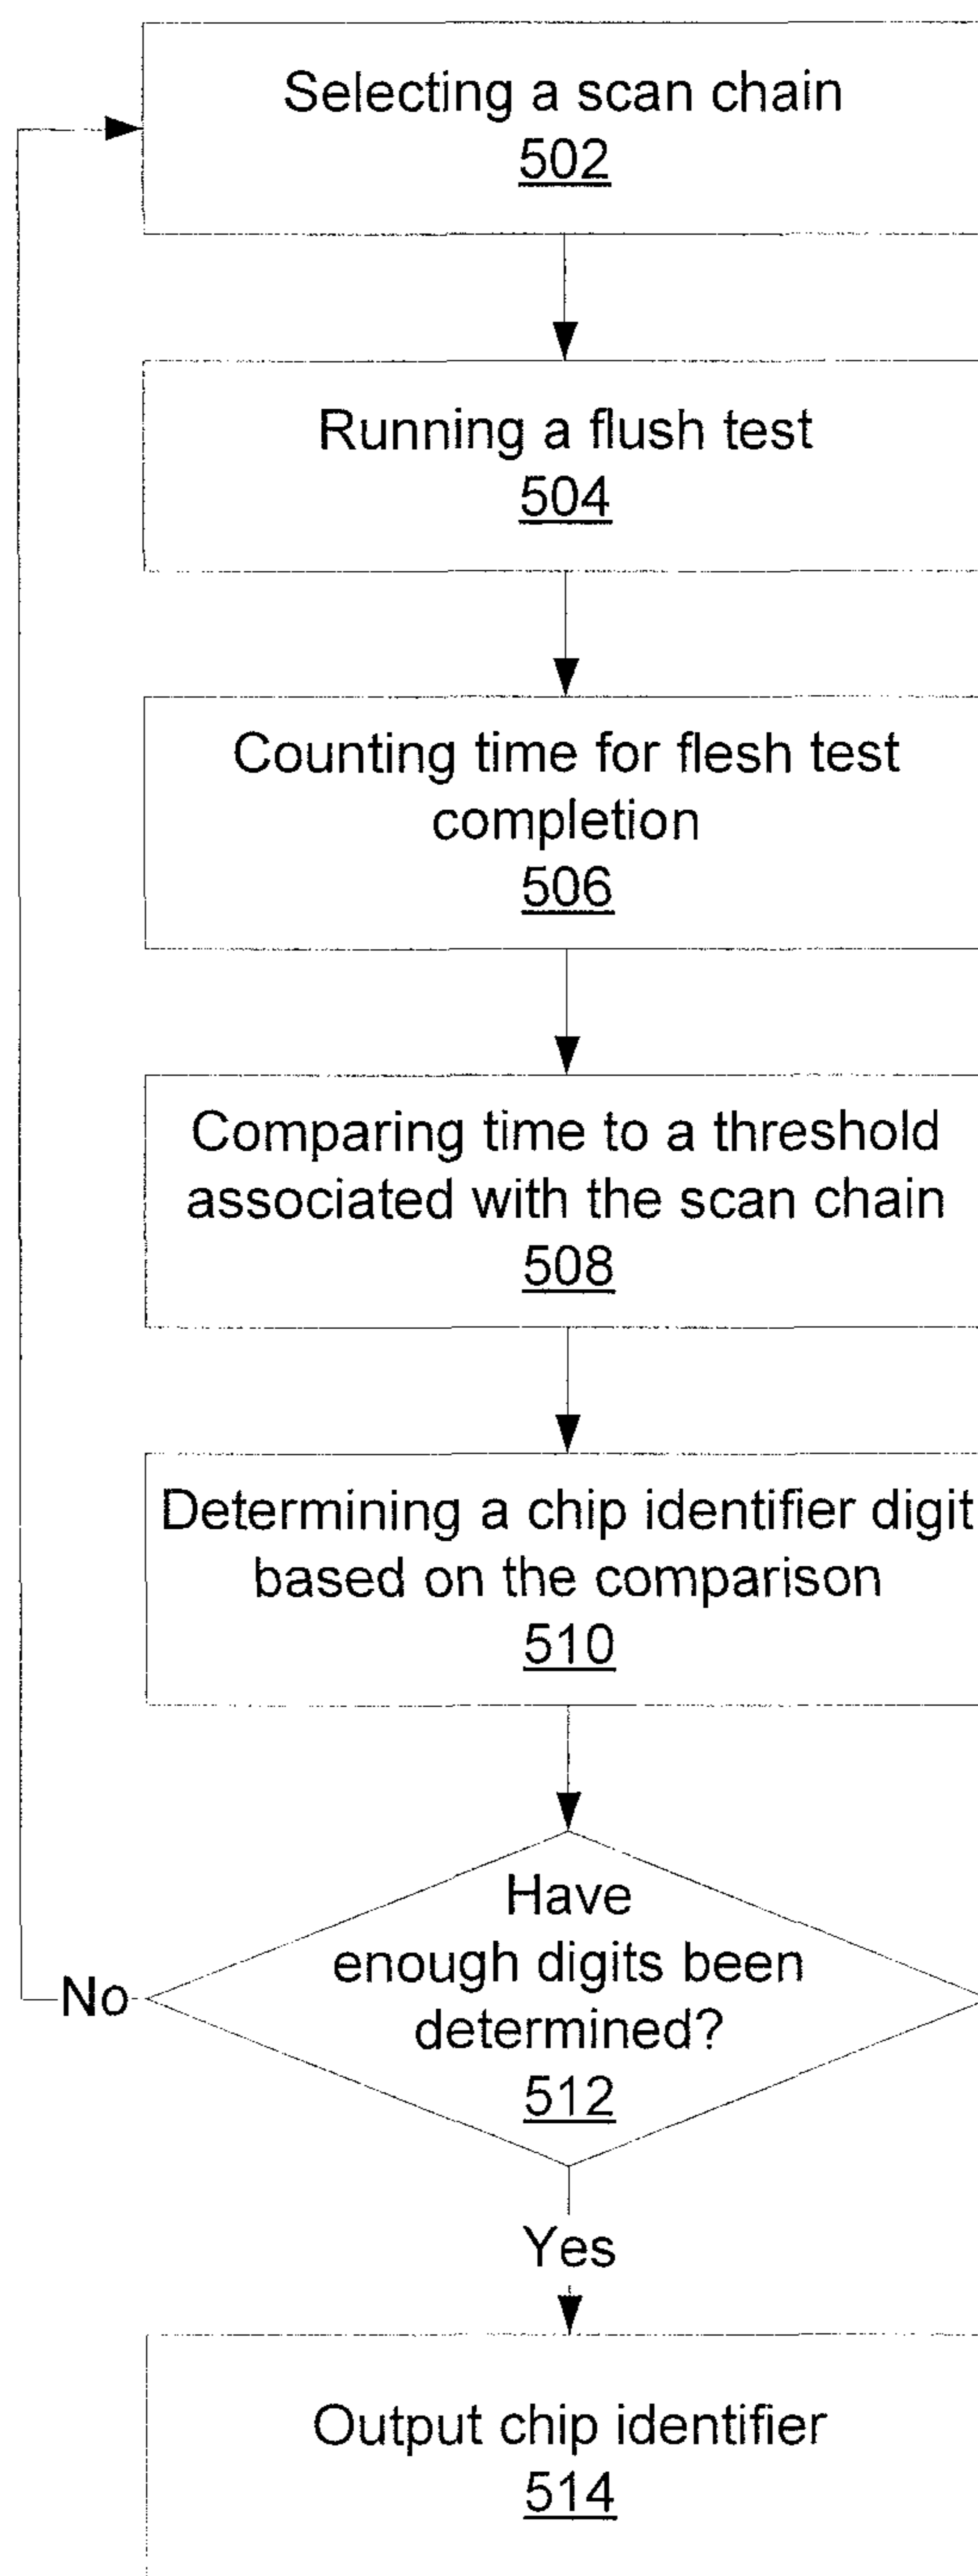 Selecting a scan chain
502
Running a flush test
504
Counting time for flesh test
completion
506
Comparing time to a threshold
associated with the scan chain
508
Determining a chip identifier digit
based on the comparison
510
Have
enough digits been
determined?
512
No
Yes
Output chip identifier
514